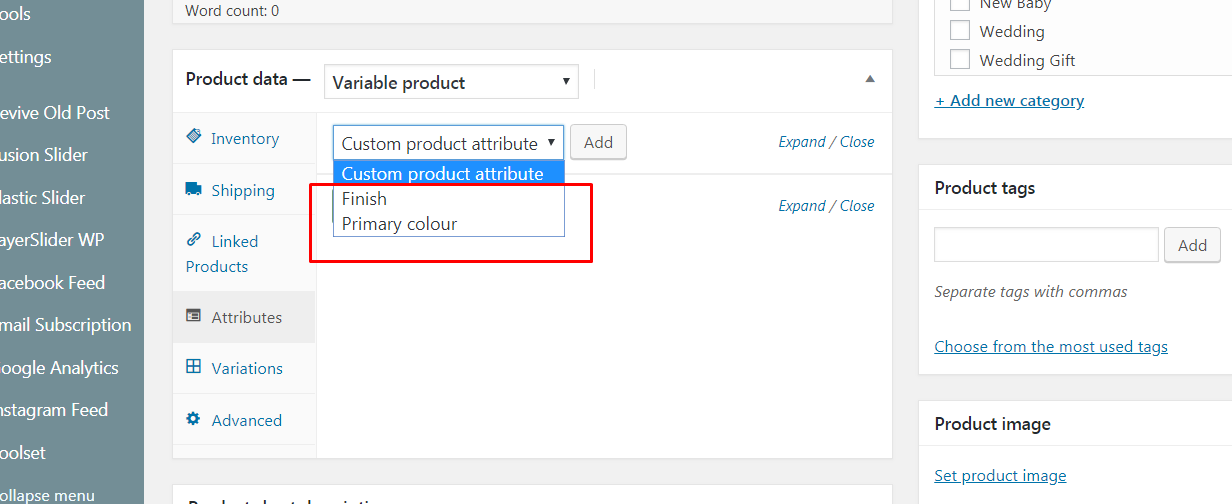 ools
ettings
evive Old Post
usion Slider
lastic Slider
ayerSlider WP
acebook Feed
mail Subscription
oogle Analytics
nstagram Feed
oolset
ollapse menu
Word count: 0
Product data — Variable product
Inventory
Shipping
Linked
Products
Attributes
Variations
Advanced
Custom product attribute Add Expand / Close
Custom product attribute
Finish
Primary colour
Expand / Close
New Baby
Wedding
Wedding Gift
+ Add new category
Product tags
Add
Separate tags with commas
Choose from the most used tags
Product image
Set product image
Product short description